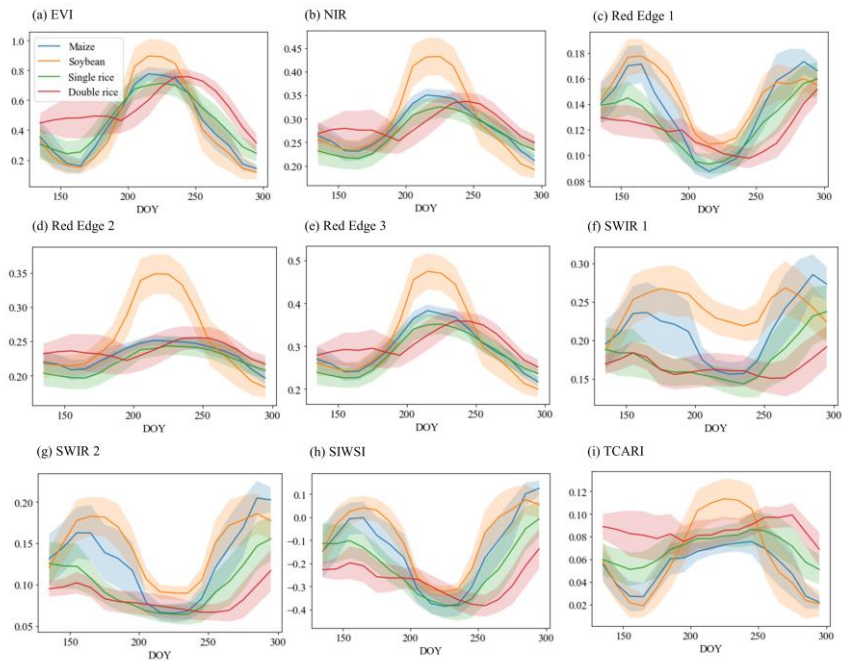 (a) EVI
1.0
0.8
0.6
0.4
0.2
Maize
Soybean
Single rice
Double rice
150 200 250 300
DOY
(b) NIR
0.45
0.40
0.35
0.30
0.25
0.20
150 200 250 300
DOY
(c) Red Edge 1
0.18
0.16
0.14
0.12
0.10
0.08
150 200 250 300
DOY
(d) Red Edge 2
0.35
0.30
0.25
0.20
150 200 250 300
DOY
(e) Red Edge 3
0.5
0.4
0.3
0.2
150 200 250 300
DOY
(f) SWIR 1
0.30
0.25
0.20
0.15
150 200 250 300
DOY
(g) SWIR 2
0.20
0.15
0.10
0.05
150 200 250 300
DOY
(h) SIWSI
0.1
0.0
−0.1
−0.2
−0.3
−0.4
150 200 250 300
DOY
(i) TCARI
0.12
0.10
0.08
0.06
0.04
0.02
150 200 250 300
DOY